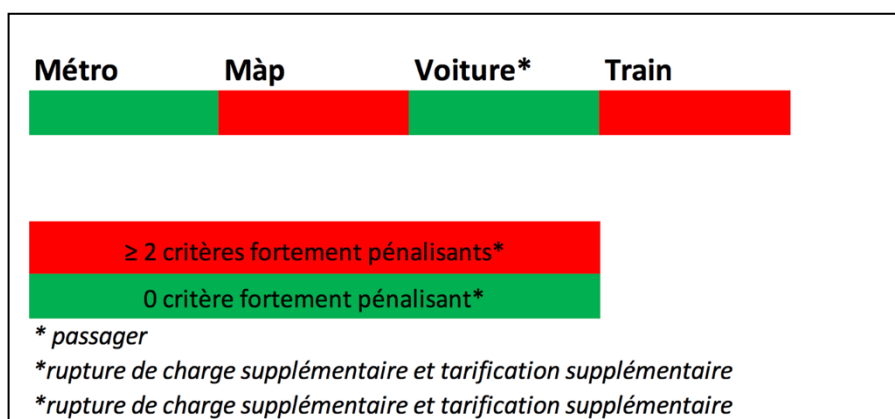 Métro Màp Voiture* Train
≥ 2 critères fortement pénalisants*
0 critère fortement pénalisant*
* passager
*rupture de charge supplémentaire et tarification supplémentaire
*rupture de charge supplémentaire et tarification supplémentaire